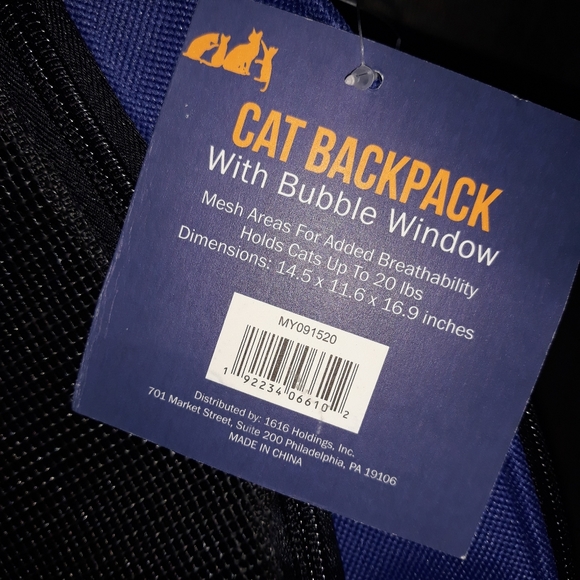 CAT BACKPACK
With Bubble Window
Mesh Areas For Added Breathability
Holds Cats Up To 20 lbs
Dimensions: 14.5 x 11.6 x 16.9 inches
MY091520
1 92234 06610 2
Distributed by: 1616 Holdings, Inc.
701 Market Street, Suite 200 Philadelphia, PA 19106
MADE IN CHINA